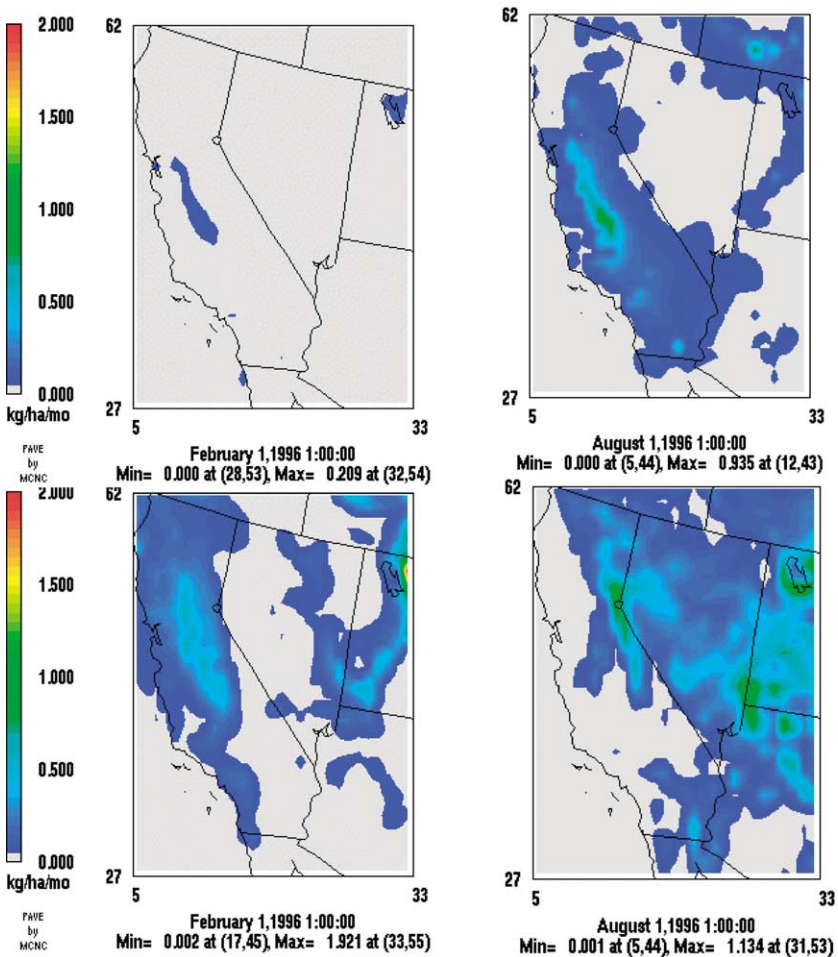 2.000
1.500
1.000
0.500
0.000
kg/ha/mo
PAVE
by
MCNC
62
27
5
33
February 1,1996 1:00:00
Min= 0.000 at (28,53), Max= 0.209 at (32,54)
62
27
5
33
August 1,1996 1:00:00
Min= 0.000 at (5,44), Max= 0.935 at (12,43)
2.000
1.500
1.000
0.500
0.000
kg/ha/mo
PAVE
by
MCNC
62
27
5
33
February 1,1996 1:00:00
Min= 0.002 at (17,45), Max= 1.921 at (33,55)
62
27
5
33
August 1,1996 1:00:00
Min= 0.001 at (5,44), Max= 1.134 at (31,53)